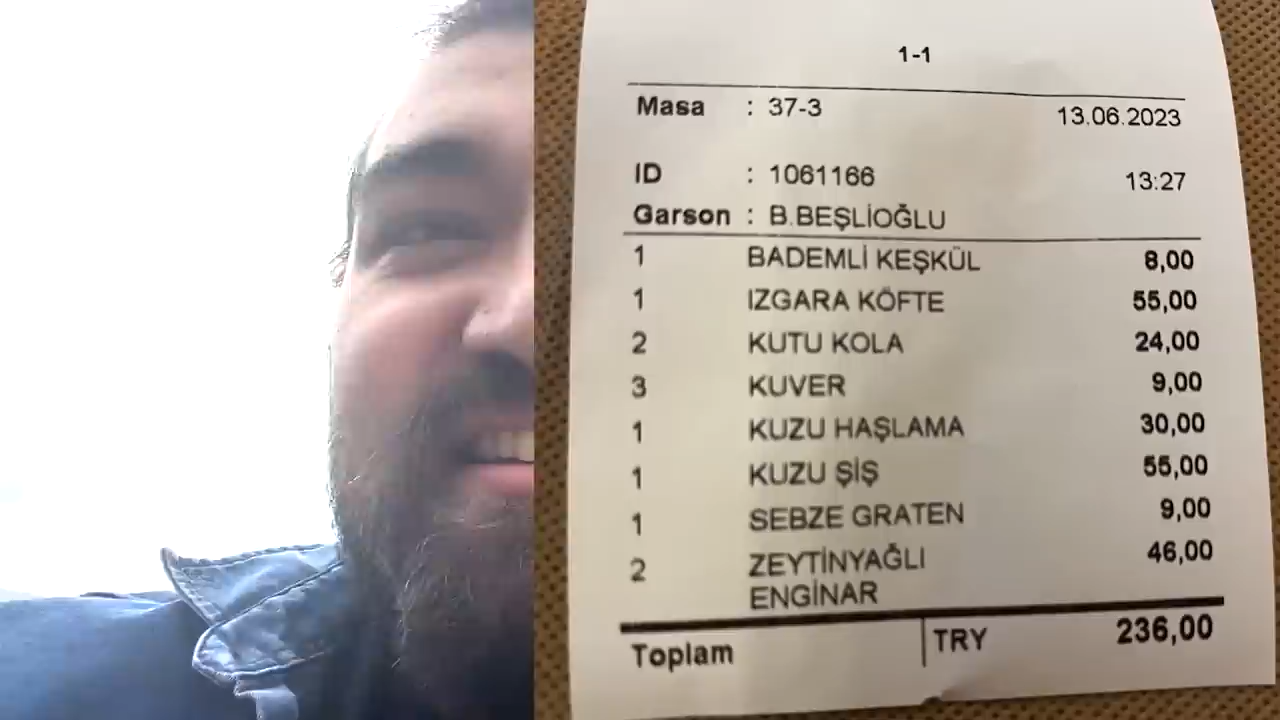 1-1
Masa : 37-3 13.06.2023
ID : 1061166 13:27
Garson : B.BEŞLİOĞLU
1 BADEMLİ KEŞKÜL 8,00
1 IZGARA KÖFTE 55,00
2 KUTU KOLA 24,00
3 KUVER 9,00
1 KUZU HAŞLAMA 30,00
1 KUZU ŞİŞ 55,00
1 SEBZE GRATEN 9,00
2 ZEYTİNYAĞLI 46,00
ENGİNAR
Toplam TRY 236,00